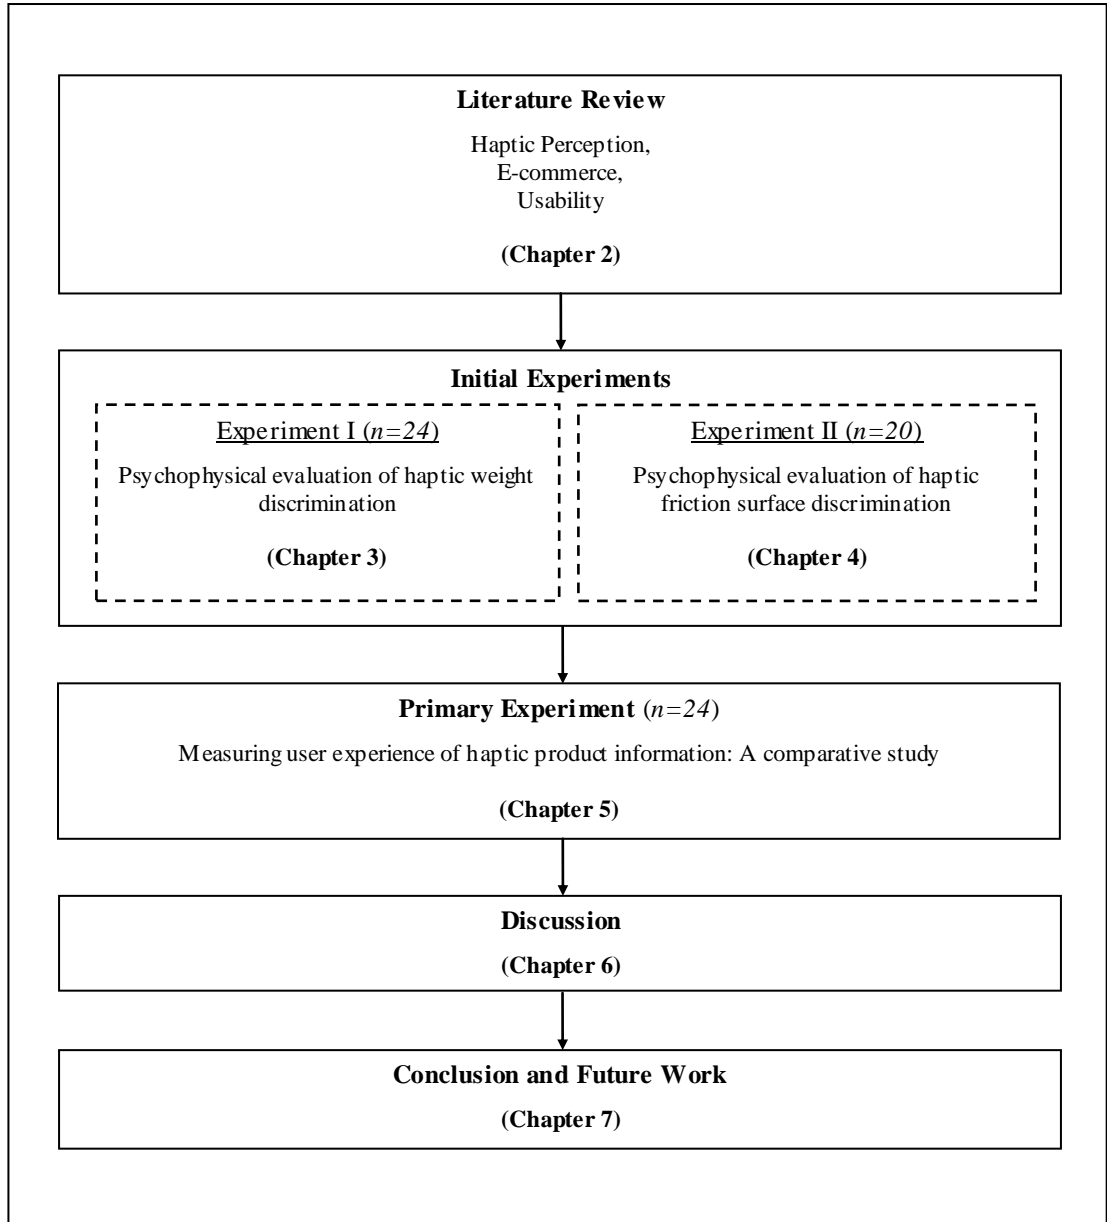 Literature Review
Haptic Perception,
E-commerce,
Usability
(Chapter 2)
Initial Experiments
Experiment I (n=24)
Psychophysical evaluation of haptic weight
discrimination
(Chapter 3)
Experiment II (n=20)
Psychophysical evaluation of haptic
friction surface discrimination
(Chapter 4)
Primary Experiment (n=24)
Measuring user experience of haptic product information: A comparative study
(Chapter 5)
Discussion
(Chapter 6)
Conclusion and Future Work
(Chapter 7)